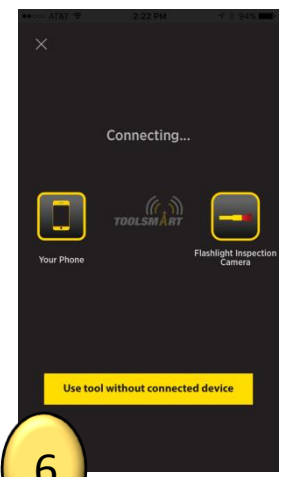 AT&T 2:22 PM 94%
Connecting...
TOOLSMART
Your Phone
Flashlight Inspection
Camera
Use tool without connected device
6